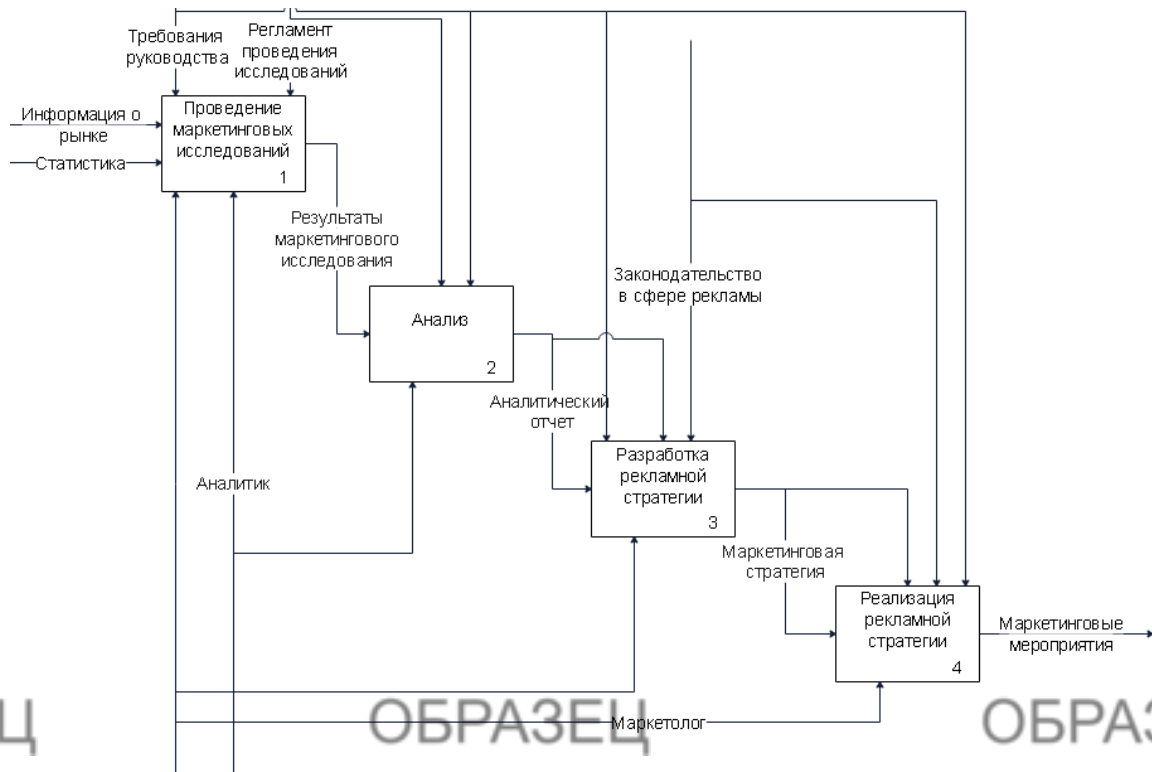 Требования
руководства
Регламент
проведения
исследований
Информация о
рынке
Статистика
Проведение
маркетинговых
исследований
1
Результаты
маркетингового
исследования
Анализ
2
Законодательство
в сфере рекламы
Аналитический
отчет
Разработка
рекламной
стратегии
3
Аналитик
Маркетинговая
стратегия
Реализация
рекламной
стратегии
4
Маркетинговые
мероприятия
Маркетолог
Ц
ОБРАЗЕЦ
ОБРАЗ